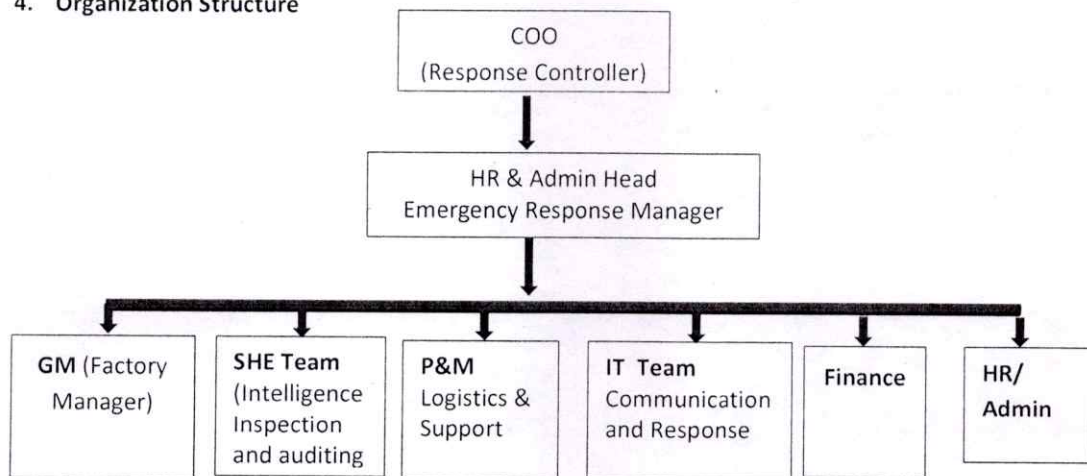 4. Organization Structure
COO
(Response Controller)
HR & Admin Head
Emergency Response Manager
GM (Factory
Manager)
SHE Team
(Intelligence
Inspection
and auditing
P&M
Logistics &
Support
IT Team
Communication
and Response
Finance
HR/
Admin